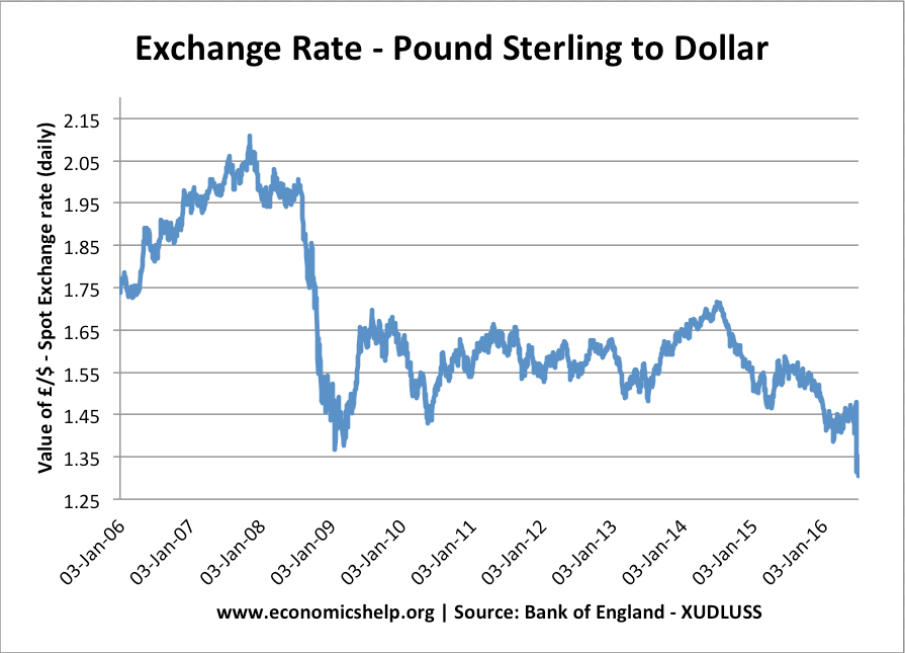 Exchange Rate - Pound Sterling to Dollar
Value of £/$ - Spot Exchange rate (daily)
2.15
2.05
1.95
1.85
1.75
1.65
1.55
1.45
1.35
1.25
03-Jan-06
03-Jan-07
03-Jan-08
03-Jan-09
03-Jan-10
03-Jan-11
03-Jan-12
03-Jan-13
03-Jan-14
03-Jan-15
03-Jan-16
www.economicshelp.org | Source: Bank of England - XUDLUSS